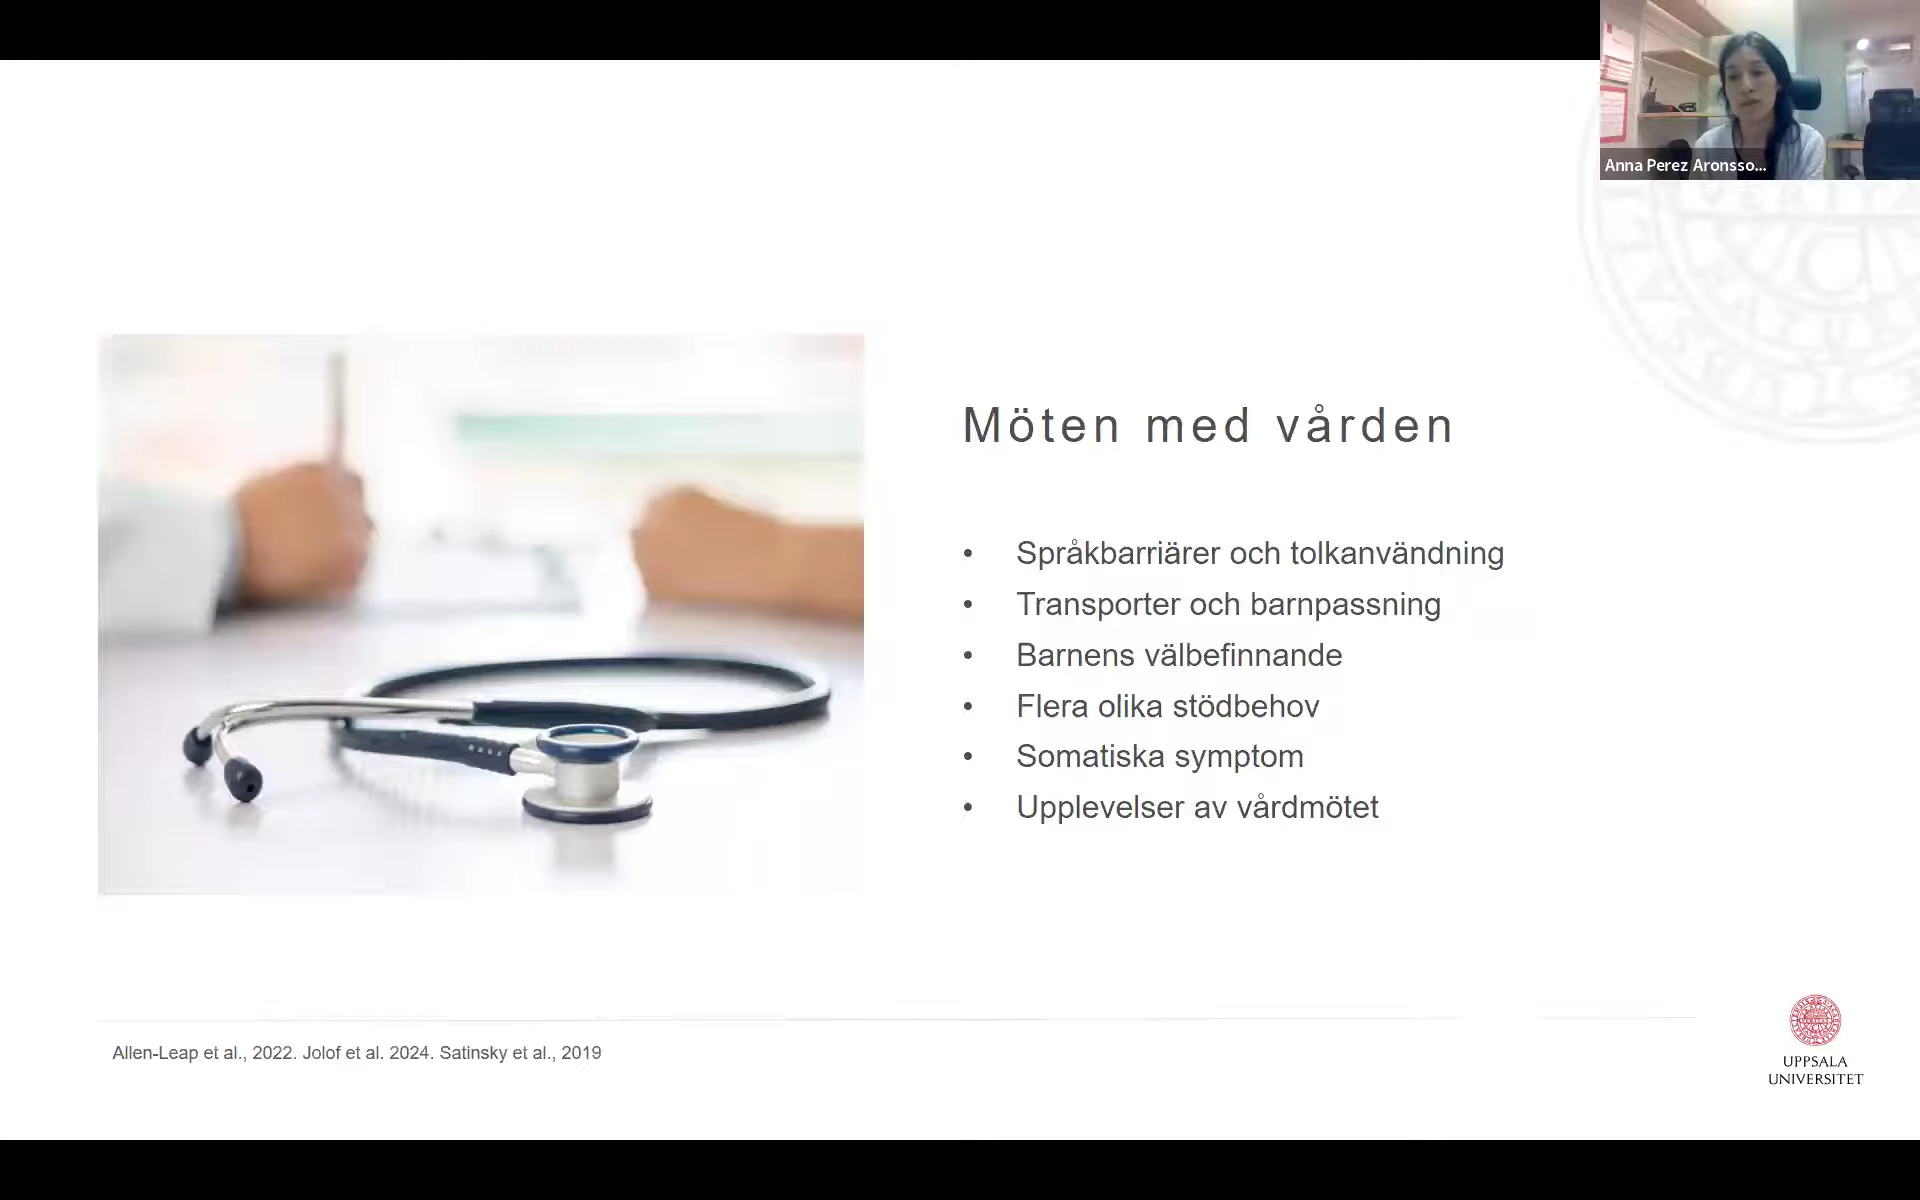 Anna Perez Aronsso...
Möten med vården
• Språkbarriärer och tolkanvändning
• Transporter och barnpassning
• Barnens välbefinnande
• Flera olika stödbehov
• Somatiska symptom
• Upplevelser av vårdmötet
Allen-Leap et al., 2022. Jolof et al. 2024. Satinsky et al., 2019
UPPSALA
UNIVERSITET